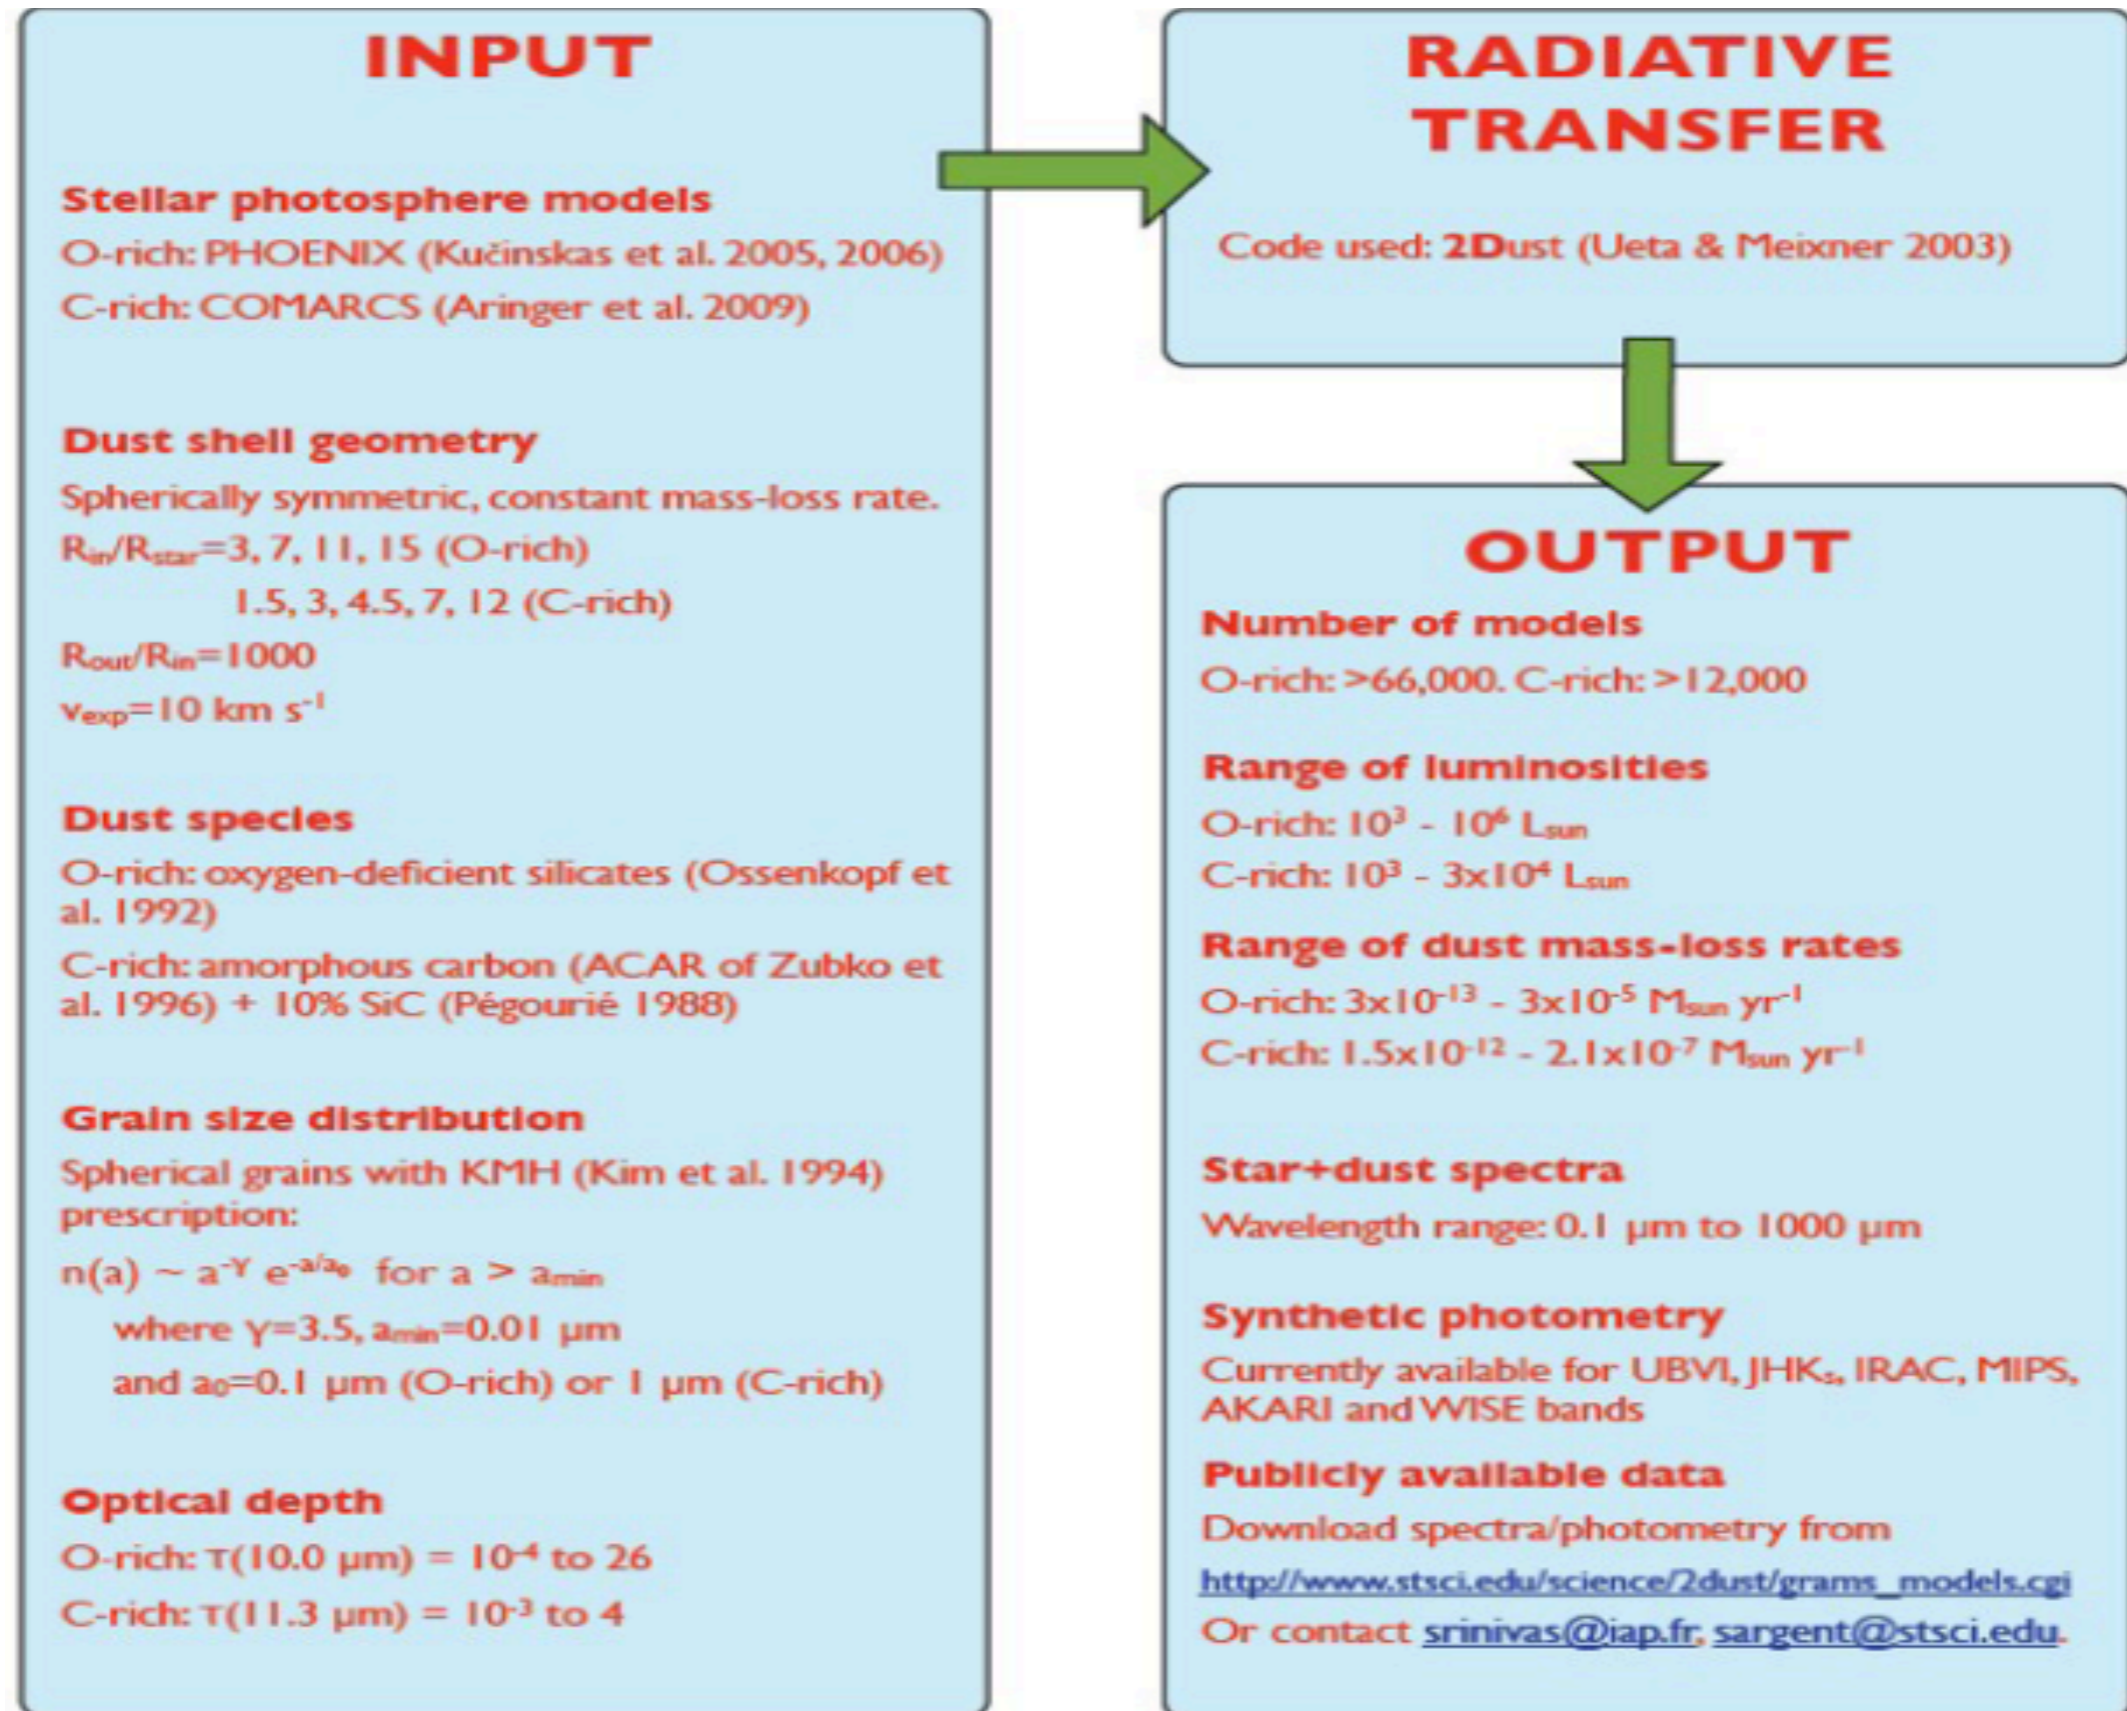 INPUT
Stellar photosphere models
O-rich: PHOENIX (Kučinskas et al. 2005, 2006)
C-rich: COMARCS (Aringer et al. 2009)
Dust shell geometry
Spherically symmetric, constant mass-loss rate.
R_in/R_star=3, 7, 11, 15 (O-rich)
1.5, 3, 4.5, 7, 12 (C-rich)
R_out/R_in=1000
v_exp=10 km s⁻¹
Dust species
O-rich: oxygen-deficient silicates (Ossenkopf et
al. 1992)
C-rich: amorphous carbon (ACAR of Zubko et
al. 1996) + 10% SiC (Pégourié 1988)
Grain size distribution
Spherical grains with KMH (Kim et al. 1994)
prescription:
n(a) ~ a^-γ e^-a/a₀ for a > a_min
where γ=3.5, a_min=0.01 µm
and a₀=0.1 µm (O-rich) or 1 µm (C-rich)
Optical depth
O-rich: τ(10.0 µm) = 10⁻⁴ to 26
C-rich: τ(11.3 µm) = 10⁻³ to 4
RADIATIVE
TRANSFER
Code used: 2Dust (Ueta & Meixner 2003)
OUTPUT
Number of models
O-rich: >66,000. C-rich: >12,000
Range of luminosities
O-rich: 10³ - 10⁶ L_sun
C-rich: 10³ - 3x10⁴ L_sun
Range of dust mass-loss rates
O-rich: 3x10⁻¹³ - 3x10⁻⁵ M_sun yr⁻¹
C-rich: 1.5x10⁻¹² - 2.1x10⁻⁷ M_sun yr⁻¹
Star+dust spectra
Wavelength range: 0.1 µm to 1000 µm
Synthetic photometry
Currently available for UBVI, JHKₛ, IRAC, MIPS,
AKARI and WISE bands
Publicly available data
Download spectra/photometry from
http://www.stsci.edu/science/2dust/grams_models.cgi
Or contact srinivas@iap.fr, sargent@stsci.edu.